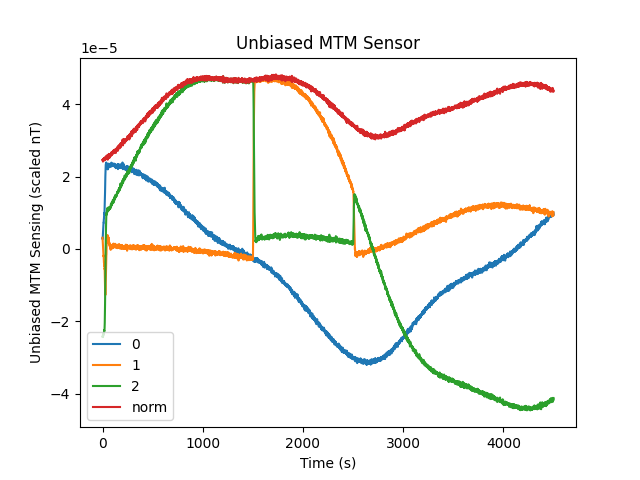 Unbiased MTM Sensor
1e−5
Unbiased MTM Sensing (scaled nT)
4
2
0
−2
−4
0
1
2
norm
0 1000 2000 3000 4000
Time (s)